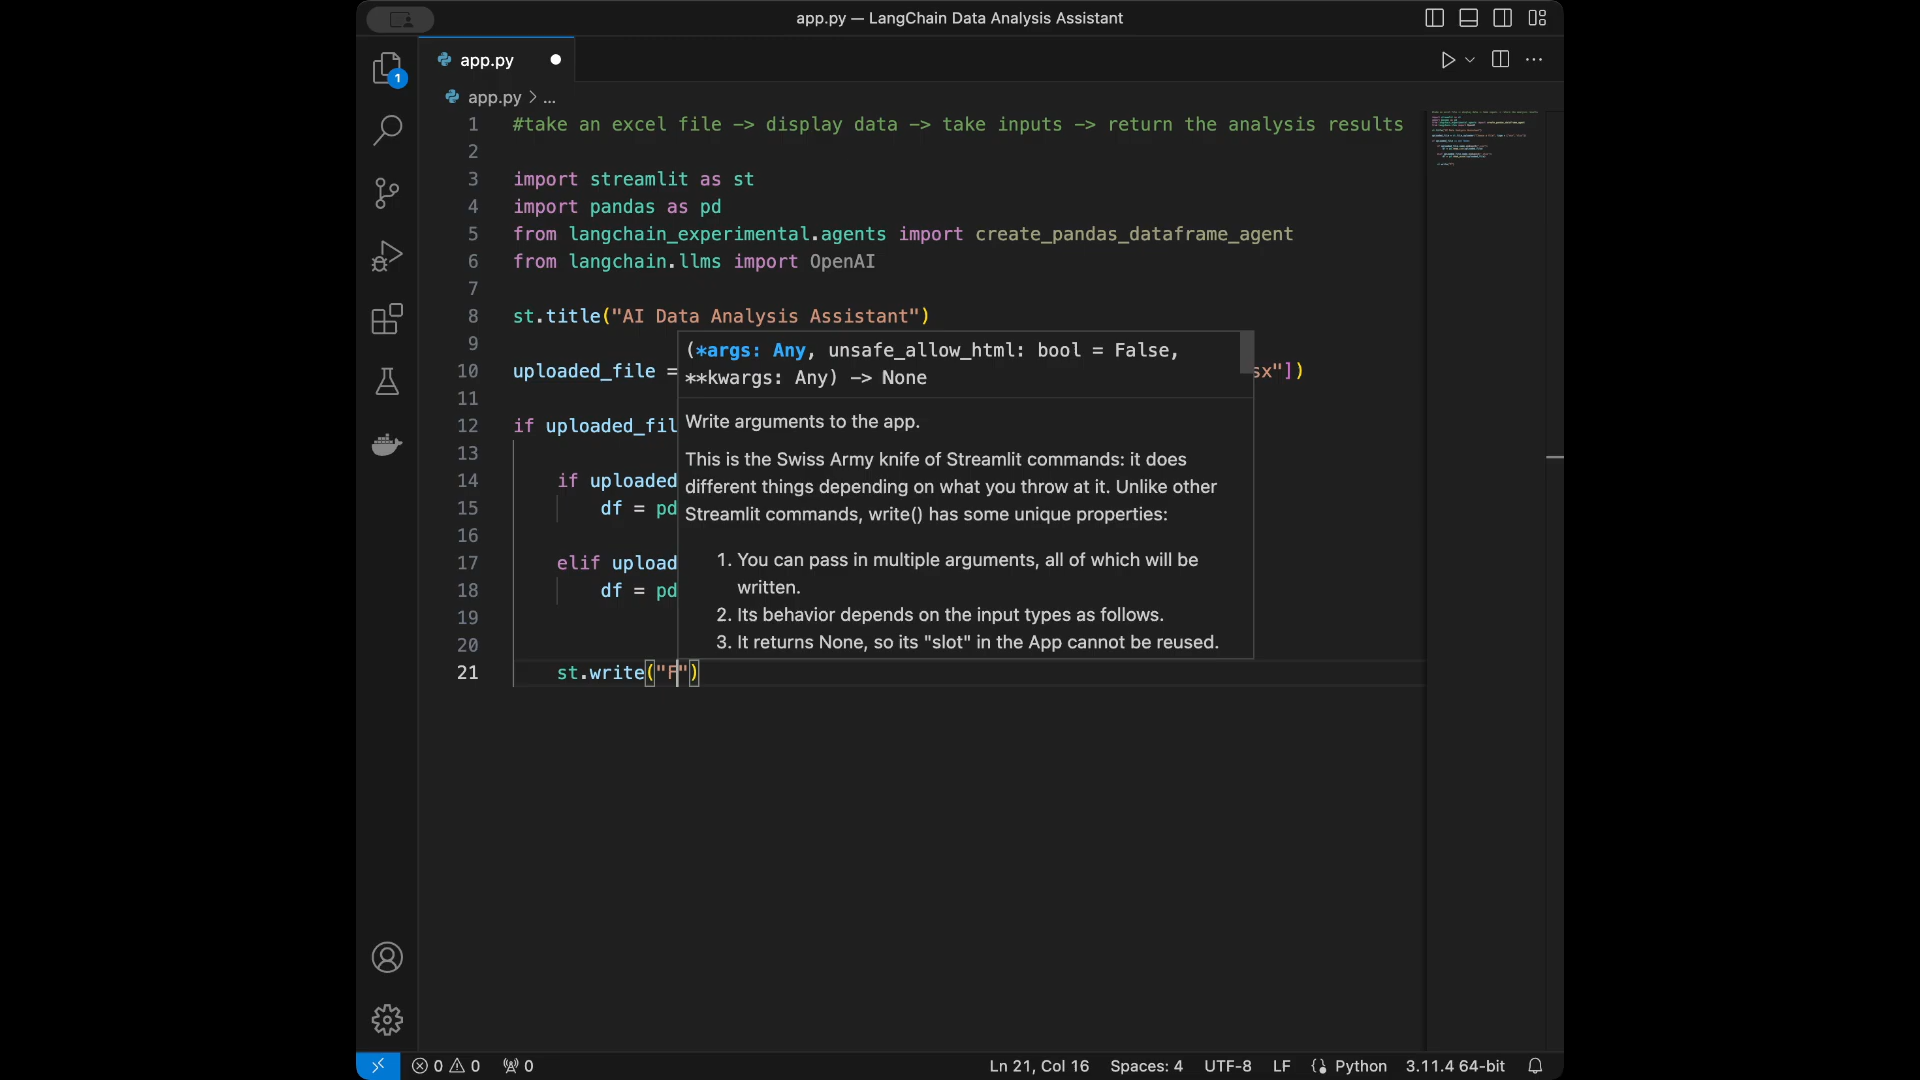 app.py — LangChain Data Analysis Assistant
app.py
1
app.py > ...
1 #take an excel file -> display data -> take inputs -> return the analysis results
2
3 import streamlit as st
4 import pandas as pd
5 from langchain_experimental.agents import create_pandas_dataframe_agent
6 from langchain.llms import OpenAI
7
8 st.title("AI Data Analysis Assistant")
9
(*args: Any, unsafe_allow_html: bool = False,
**kwargs: Any) -> None
10 uploaded_file = sx"])
11
Write arguments to the app.
12 if uploaded_fil
13
This is the Swiss Army knife of Streamlit commands: it does
different things depending on what you throw at it. Unlike other
Streamlit commands, write() has some unique properties:
14 if uploaded
15 df = pd
16
1. You can pass in multiple arguments, all of which will be
written.
2. Its behavior depends on the input types as follows.
3. It returns None, so its "slot" in the App cannot be reused.
17 elif upload
18 df = pd
19
20
21 st.write("F")
0 0 0
Ln 21, Col 16 Spaces: 4 UTF-8 LF Python 3.11.4 64-bit